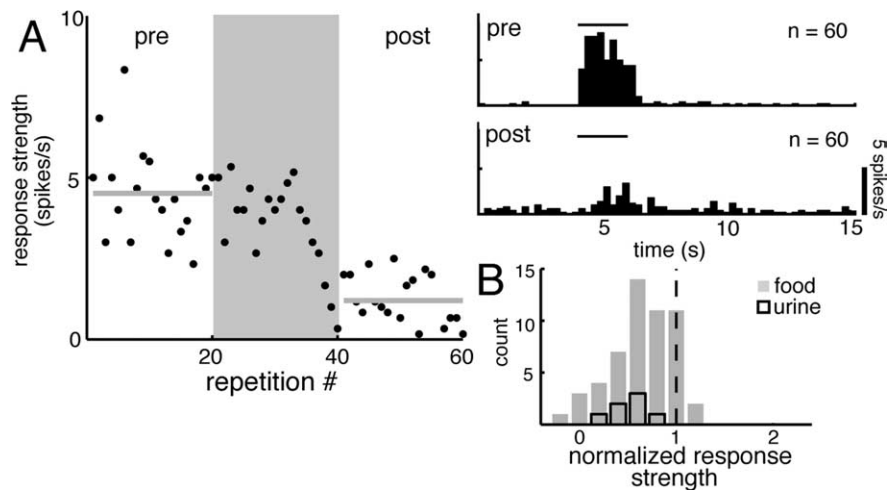 A
10
5
0
pre
post
response strength
(spikes/s)
20
40
60
repetition #
pre
n = 60
post
n = 60
5 spikes/s
5
10
15
time (s)
B
15
10
5
count
food
urine
0
1
2
normalized response
strength